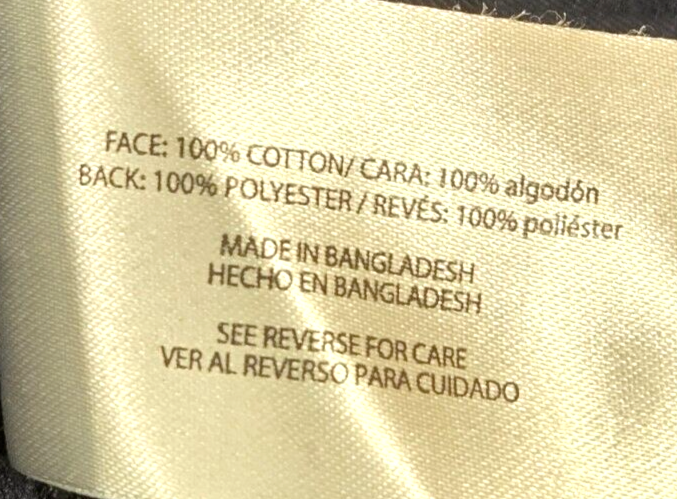 FACE: 100% COTTON/ CARA: 100% algodón
BACK: 100% POLYESTER / REVÉS: 100% poliéster
MADE IN BANGLADESH
HECHO EN BANGLADESH
SEE REVERSE FOR CARE
VER AL REVERSO PARA CUIDADO